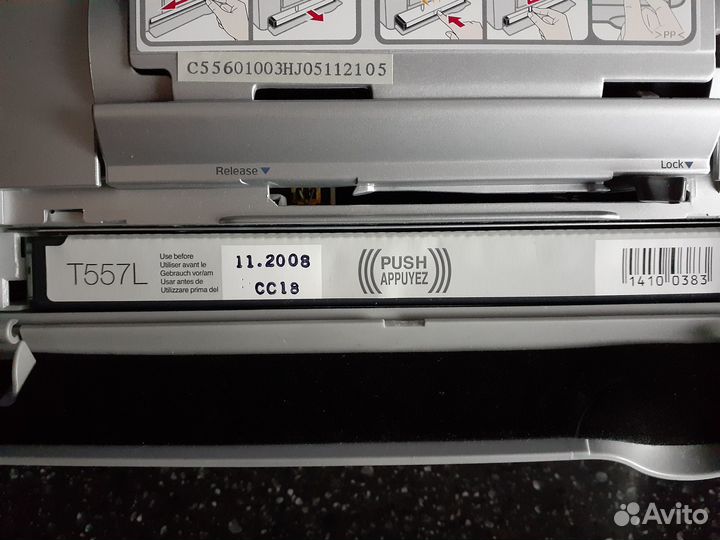 >PP<
C55601003HJ05112105
Release▼
Lock▼
T557L
Use before
Utiliser avant le
Gebrauch vor/am
Usar antes de
Utilizzare prima del
11.2008
CC18
PUSH
APPUYEZ
1410 0383
Avito